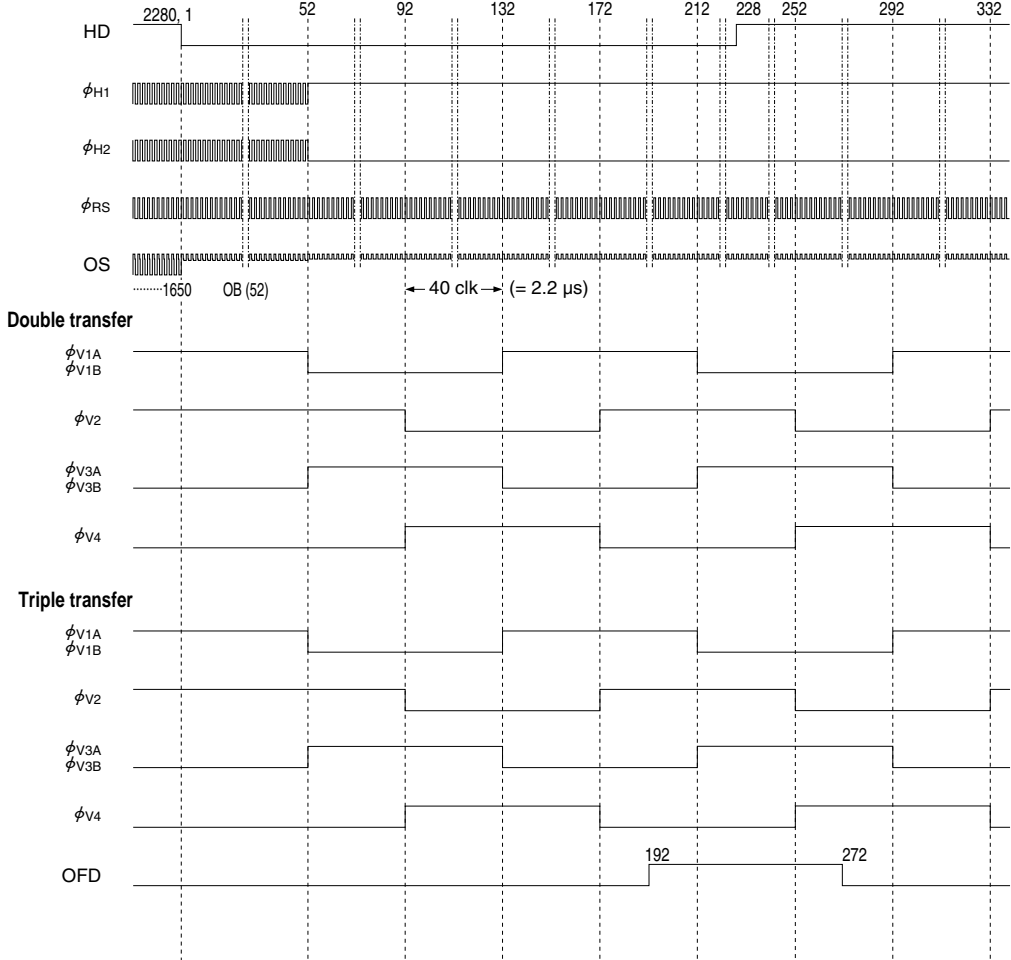 2280, 1 52 92 132 172 212 228 252 292 332
HD
ϕH1
ϕH2
ϕRS
OS
·········1650 OB (52) 40 clk (= 2.2 µs)
Double transfer
ϕV1A
ϕV1B
ϕV2
ϕV3A
ϕV3B
ϕV4
Triple transfer
ϕV1A
ϕV1B
ϕV2
ϕV3A
ϕV3B
ϕV4
192 272
OFD